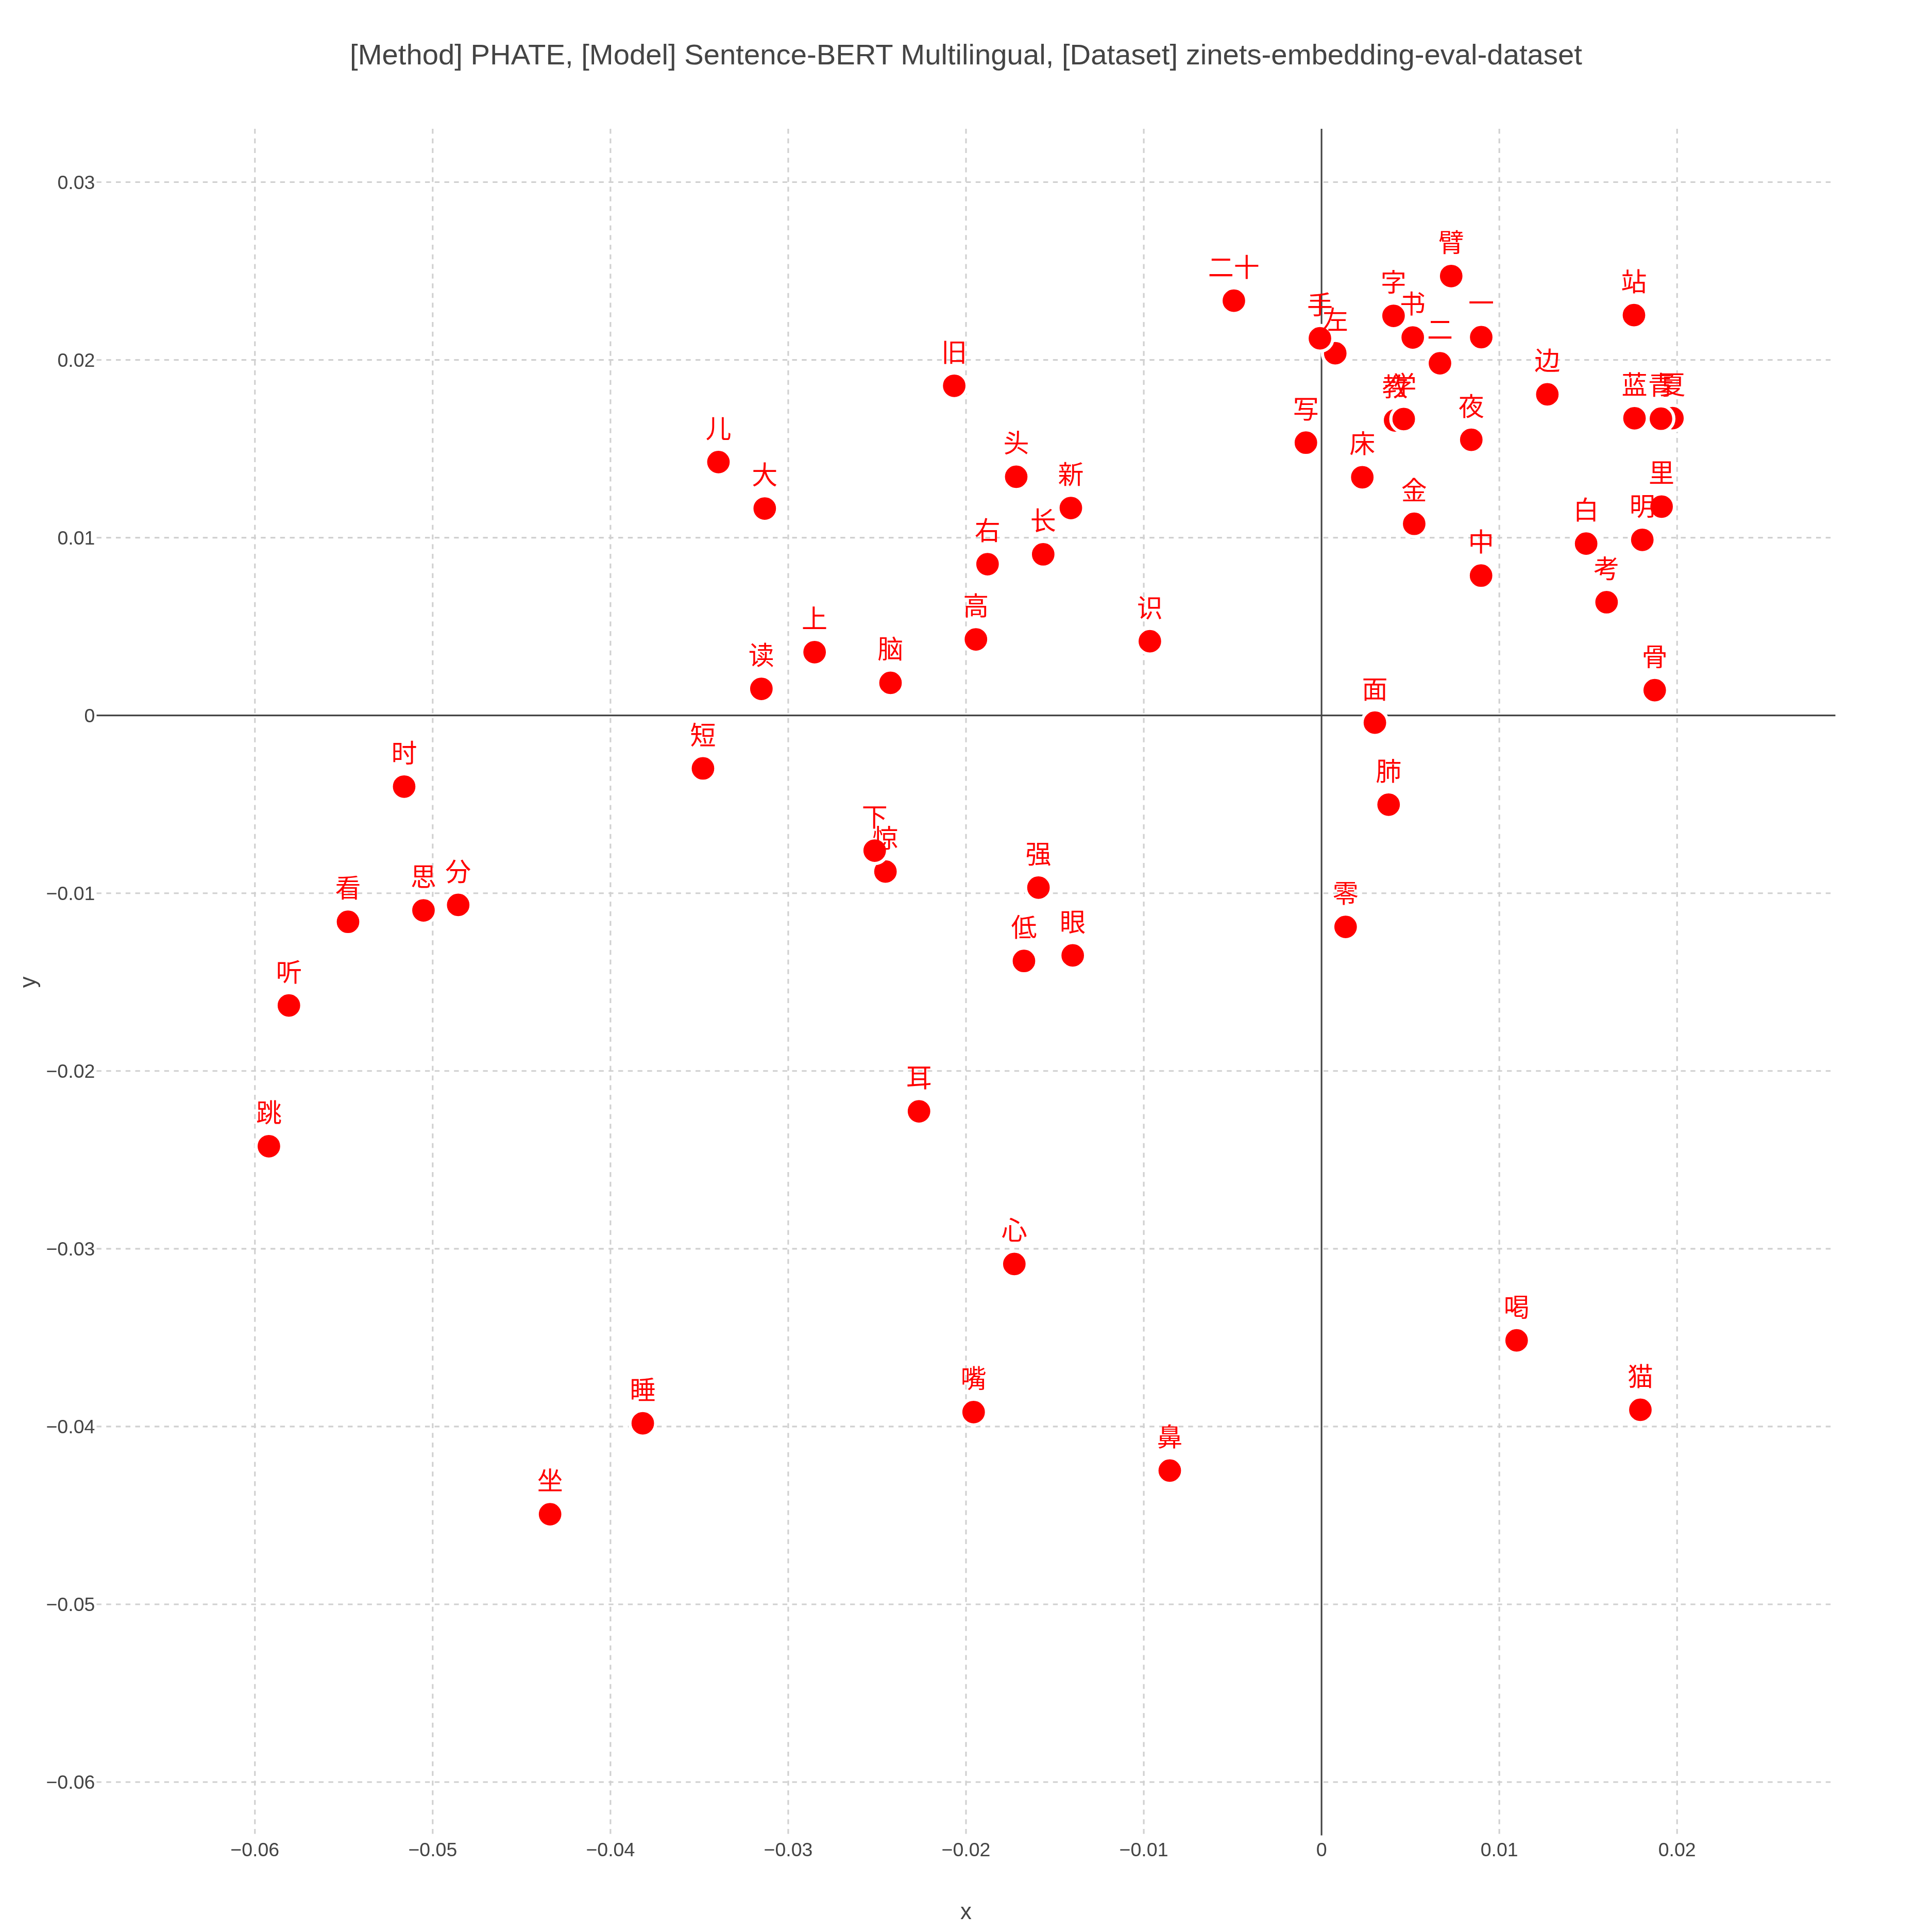 [Method] PHATE, [Model] Sentence-BERT Multilingual, [Dataset] zinets-embedding-eval-dataset
0.03
0.02
0.01
0
−0.01
−0.02
−0.03
−0.04
−0.05
−0.06
y
臂
二十
字
站
手
书
一
左
二
旧
边
教
学
蓝
青
夏
写
夜
儿
头
床
大
新
里
金
白
明
长
右
中
考
高
识
上
脑
读
骨
面
短
时
肺
下
惊
强
分
思
看
零
眼
低
听
耳
跳
心
喝
猫
嘴
睡
鼻
坐
−0.06
−0.05
−0.04
−0.03
−0.02
−0.01
0
0.01
0.02
x